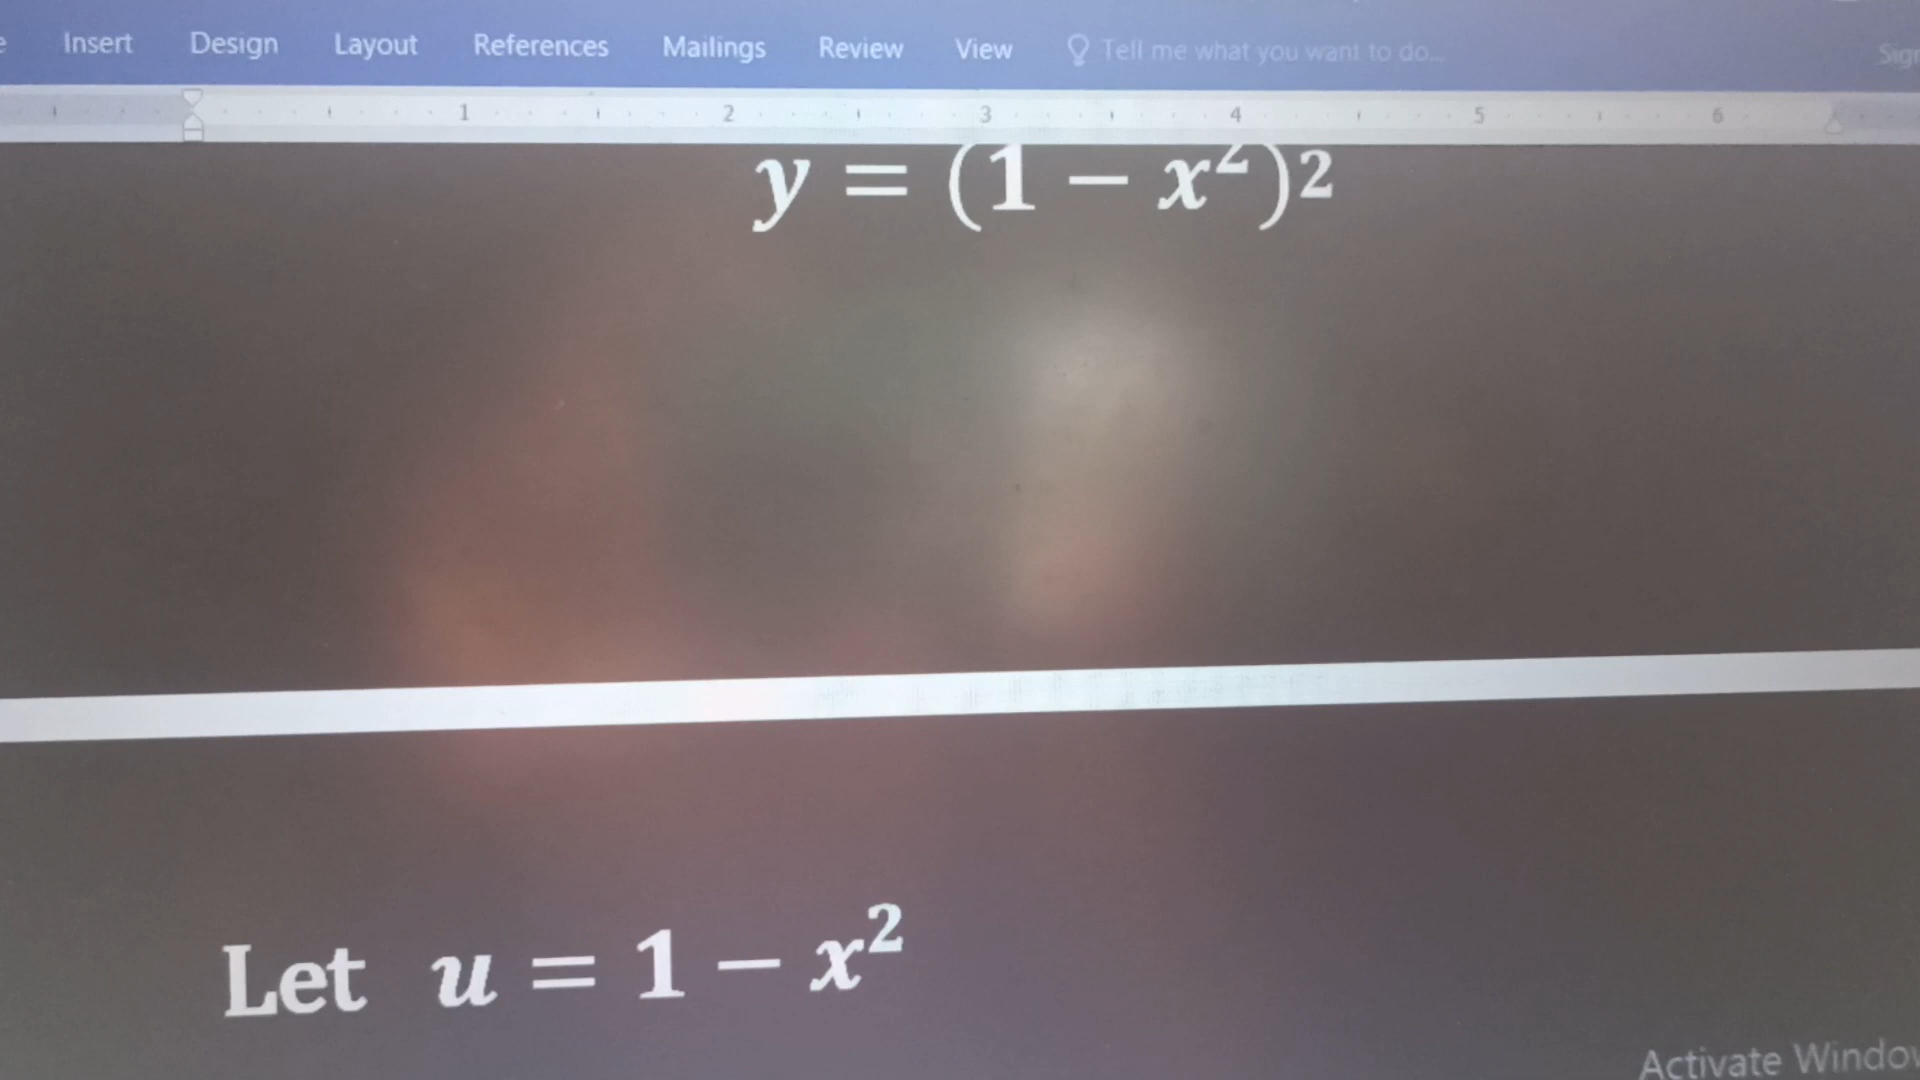 Insert Design Layout References Mailings Review View Tell me what you want to do...
1 2 3 4 5 6
y = (1 − x²)2
Let u = 1 − x²
Activate